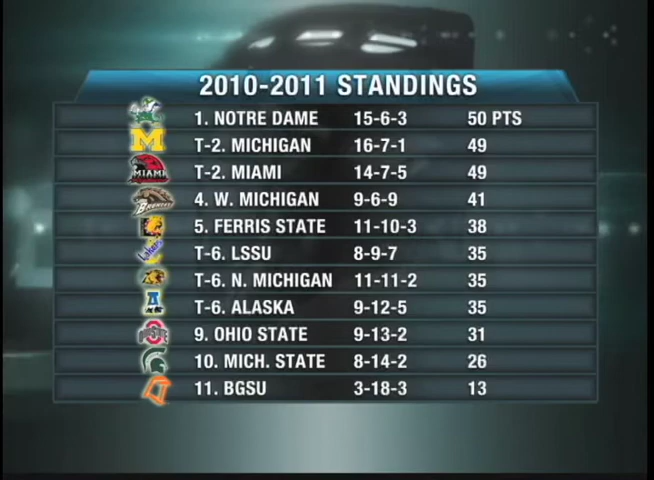 2010-2011 STANDINGS
1. NOTRE DAME 15-6-3 50 PTS
M T-2. MICHIGAN 16-7-1 49
MIAMI T-2. MIAMI 14-7-5 49
BRONCOS 4. W. MICHIGAN 9-6-9 41
5. FERRIS STATE 11-10-3 38
Lakers T-6. LSSU 8-9-7 35
T-6. N. MICHIGAN 11-11-2 35
A T-6. ALASKA 9-12-5 35
9. OHIO STATE 9-13-2 31
10. MICH. STATE 8-14-2 26
11. BGSU 3-18-3 13